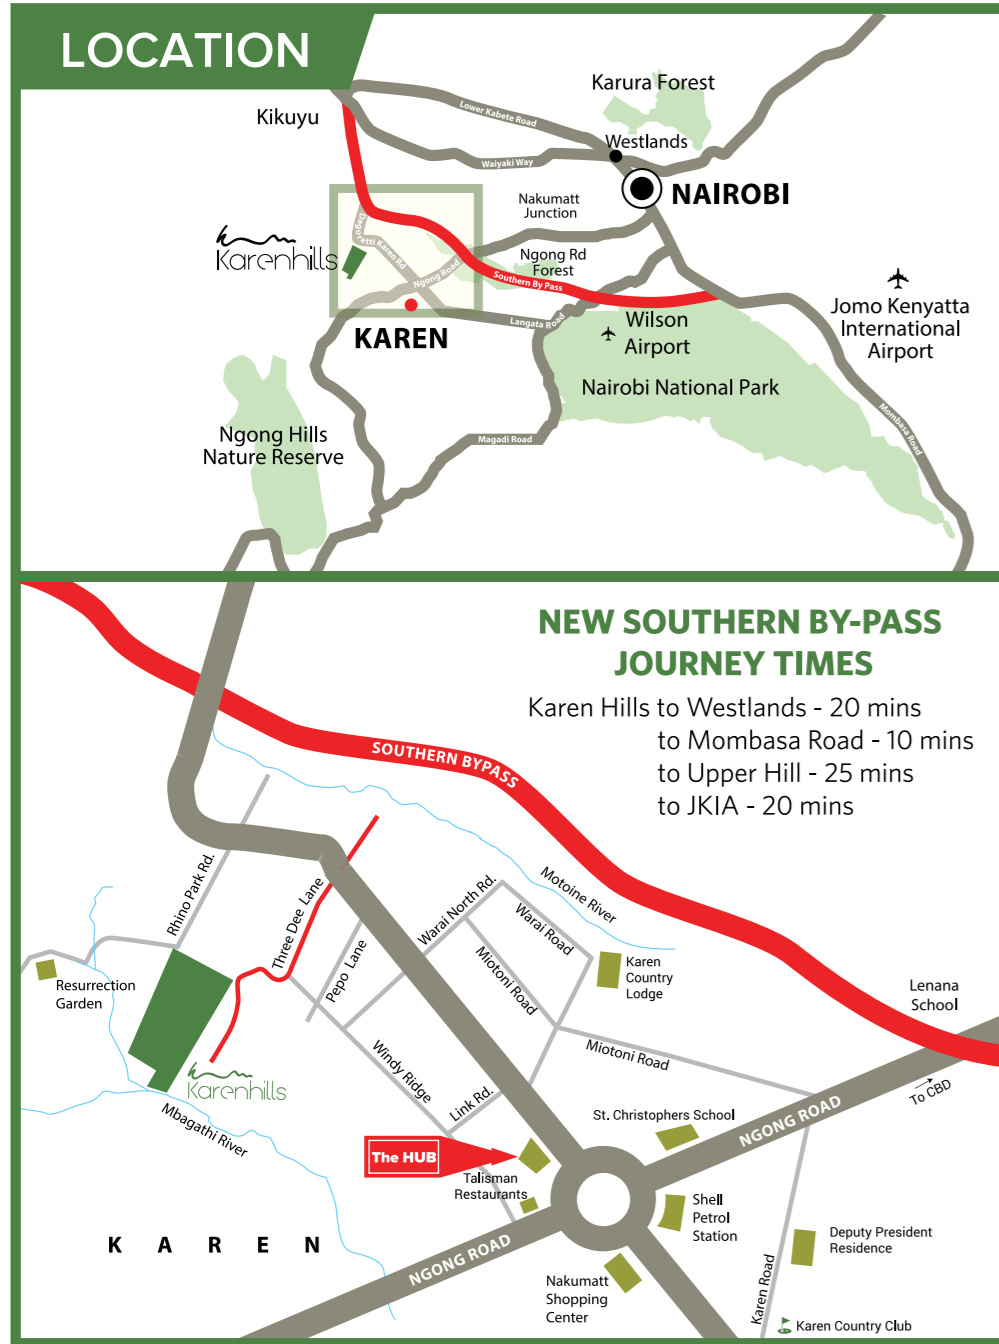 LOCATION
Karura Forest
Kikuyu
Lower Kabete Road
Westlands
Waiyaki Way
NAIROBI
Nakumatt
Junction
Dagoretti Karen Rd
Karenhills
Ngong Road
Ngong Rd
Forest
Southern By Pass
Jomo Kenyatta
International
Airport
Langata Road
KAREN
Wilson
Airport
Nairobi National Park
Mombasa Road
Ngong Hills
Nature Reserve
Magadi Road
NEW SOUTHERN BY-PASS
JOURNEY TIMES
Karen Hills to Westlands - 20 mins
to Mombasa Road - 10 mins
to Upper Hill - 25 mins
to JKIA - 20 mins
SOUTHERN BYPASS
Rhino Park Rd.
Three Dee Lane
Pepo Lane
Warai North Rd.
Warai Road
Motoine River
Miotoni Road
Karen
Country
Lodge
Lenana
School
Resurrection
Garden
Karenhills
Windy Ridge
Miotoni Road
Link Rd.
To CBD
Mbagathi River
St. Christophers School
NGONG ROAD
The HUB
Talisman
Restaurants
Shell
Petrol
Station
KAREN
NGONG ROAD
Deputy President
Residence
Nakumatt
Shopping
Center
Karen Road
Karen Country Club